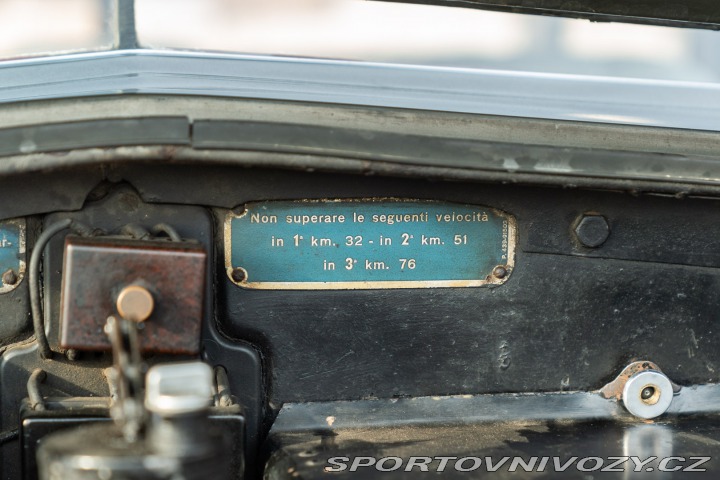 Non superare le seguenti velocità
in 1ª km. 32 - in 2ª km. 51
in 3ª km. 76
SPORTOVNIVOZY.CZ